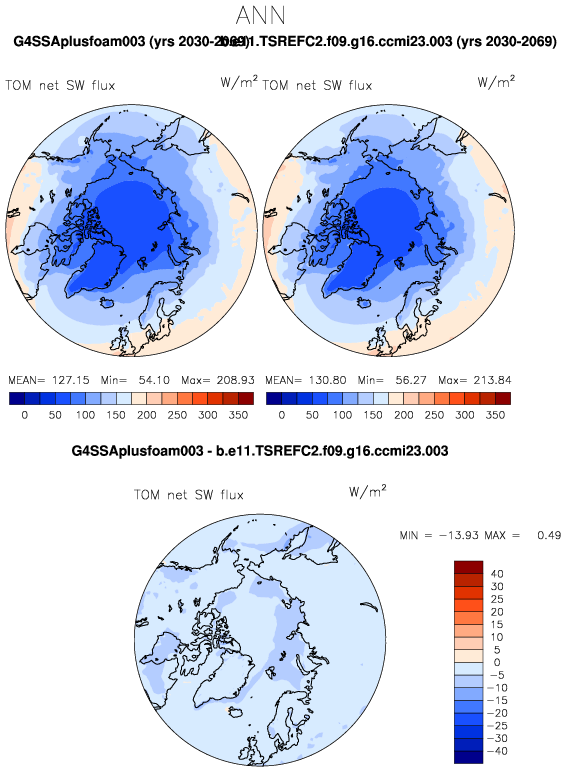 ANN
G4SSAplusfoam003 (yrs 2030-2069)
b.e11.TSREFC2.f09.g16.ccmi23.003 (yrs 2030-2069)
TOM net SW flux W/m²
TOM net SW flux W/m²
MEAN= 127.15 Min= 54.10 Max= 208.93
MEAN= 130.80 Min= 56.27 Max= 213.84
0 50 100 150 200 250 300 350
0 50 100 150 200 250 300 350
G4SSAplusfoam003 - b.e11.TSREFC2.f09.g16.ccmi23.003
TOM net SW flux W/m²
MIN = −13.93 MAX = 0.49
40
30
25
20
15
10
5
0
−5
−10
−15
−20
−25
−30
−40